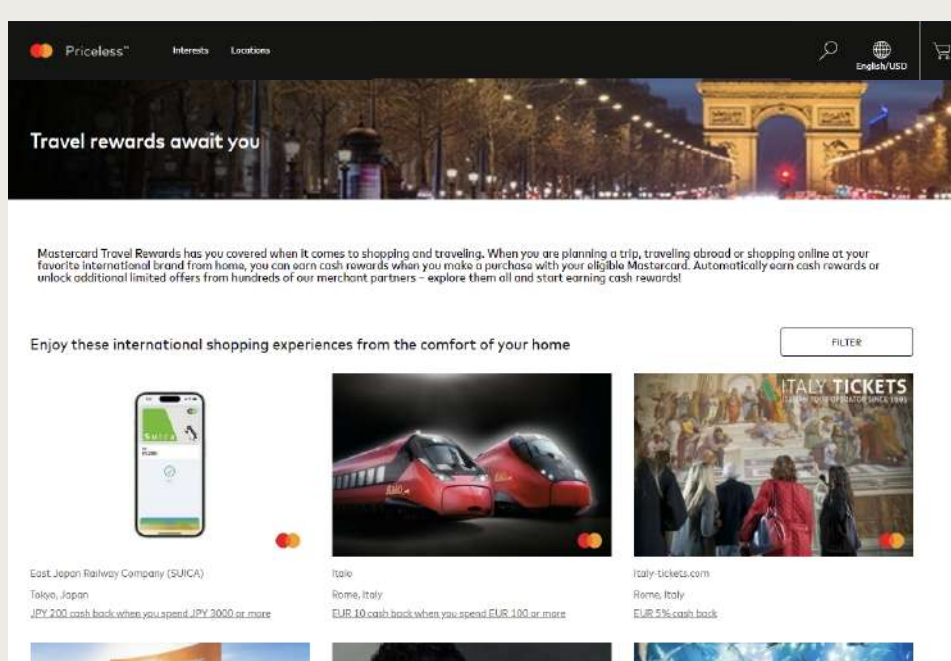 Priceless™
Interests Locations
English/USD
Travel rewards await you
Mastercard Travel Rewards has you covered when it comes to shopping and traveling. When you are planning a trip, traveling abroad or shopping online at your
favorite international brand from home, you can earn cash rewards when you make a purchase with your eligible Mastercard. Automatically earn cash rewards or
unlock additional limited offers from hundreds of our merchant partners – explore them all and start earning cash rewards!
Enjoy these international shopping experiences from the comfort of your home
FILTER
Suica
italo
ITALY TICKETS
ITALIAN TOUR OPERATOR SINCE
East Japan Railway Company (SUICA)
Italo
italy-tickets.com
Tokyo, Japan
Rome, Italy
Rome, Italy
JPY 200 cash back when you spend JPY 3000 or more
EUR 10 cash back when you spend EUR 100 or more
EUR 5% cash back